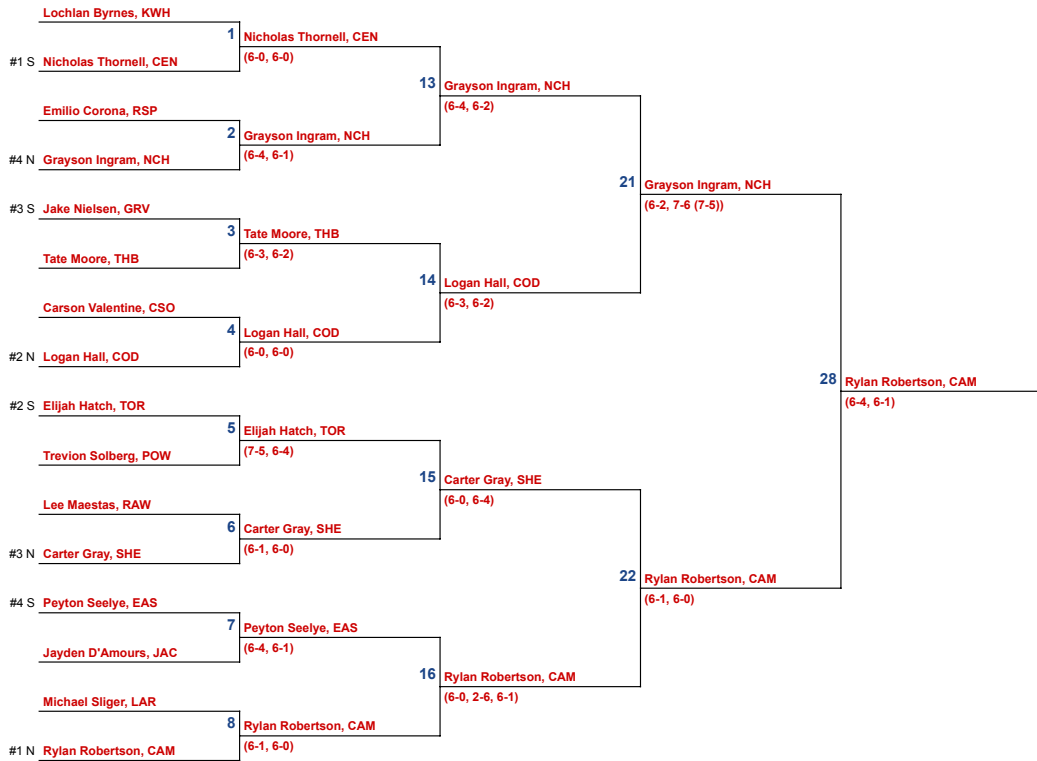 Lochlan Byrnes, KWH
1
Nicholas Thornell, CEN
(6-0, 6-0)
#1 S Nicholas Thornell, CEN
13
Grayson Ingram, NCH
(6-4, 6-2)
Emilio Corona, RSP
2
Grayson Ingram, NCH
(6-4, 6-1)
#4 N Grayson Ingram, NCH
21
Grayson Ingram, NCH
(6-2, 7-6 (7-5))
#3 S Jake Nielsen, GRV
3
Tate Moore, THB
(6-3, 6-2)
Tate Moore, THB
14
Logan Hall, COD
(6-3, 6-2)
Carson Valentine, CSO
4
Logan Hall, COD
(6-0, 6-0)
#2 N Logan Hall, COD
28
Rylan Robertson, CAM
(6-4, 6-1)
#2 S Elijah Hatch, TOR
5
Elijah Hatch, TOR
(7-5, 6-4)
Trevion Solberg, POW
15
Carter Gray, SHE
(6-0, 6-4)
Lee Maestas, RAW
6
Carter Gray, SHE
(6-1, 6-0)
#3 N Carter Gray, SHE
22
Rylan Robertson, CAM
(6-1, 6-0)
#4 S Peyton Seelye, EAS
7
Peyton Seelye, EAS
(6-4, 6-1)
Jayden D'Amours, JAC
16
Rylan Robertson, CAM
(6-0, 2-6, 6-1)
Michael Sliger, LAR
8
Rylan Robertson, CAM
(6-1, 6-0)
#1 N Rylan Robertson, CAM